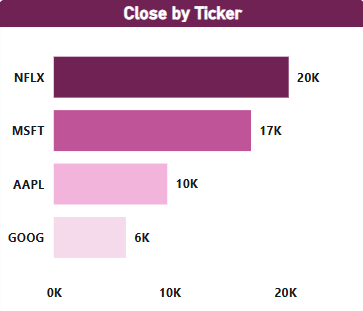 Close by Ticker
NFLX 20K
MSFT 17K
AAPL 10K
GOOG 6K
0K 10K 20K